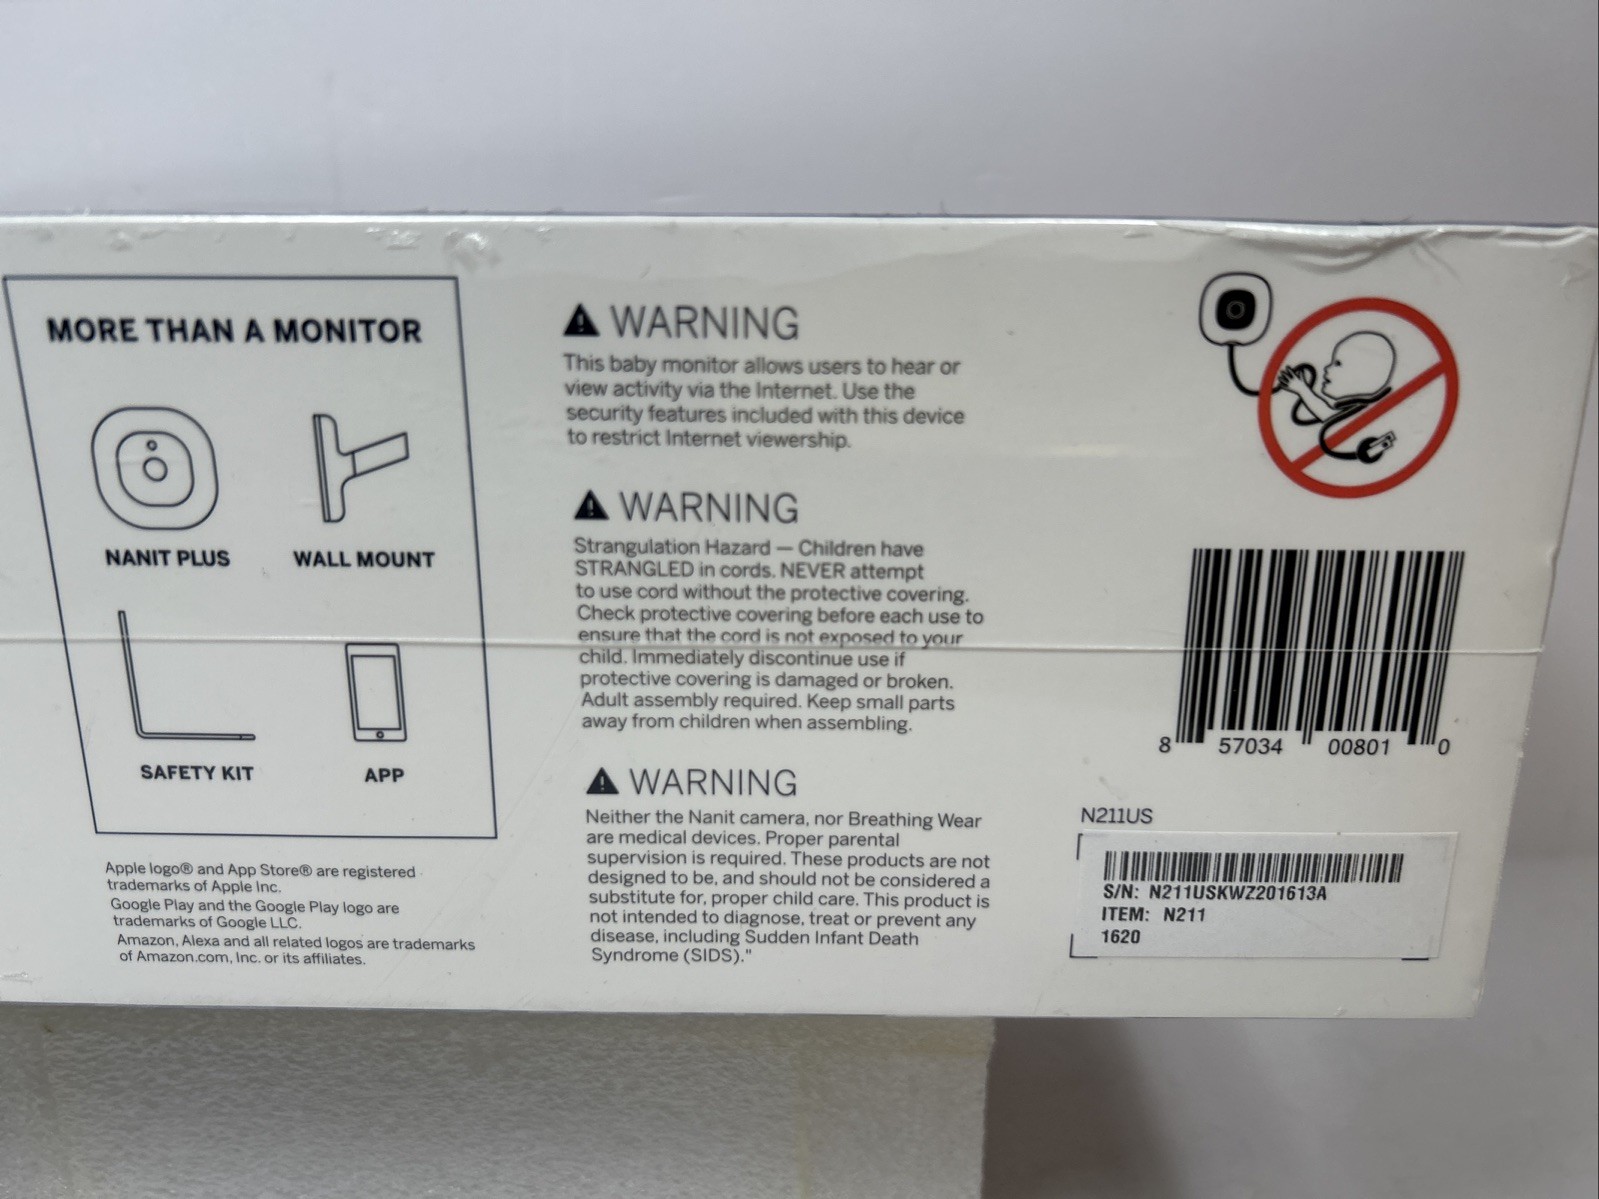 MORE THAN A MONITOR
NANIT PLUS
WALL MOUNT
SAFETY KIT
APP
Apple logo® and App Store® are registered
trademarks of Apple Inc.
Google Play and the Google Play logo are
trademarks of Google LLC.
Amazon, Alexa and all related logos are trademarks
of Amazon.com, Inc. or its affiliates.
WARNING
This baby monitor allows users to hear or
view activity via the Internet. Use the
security features included with this device
to restrict Internet viewership.
WARNING
Strangulation Hazard — Children have
STRANGLED in cords. NEVER attempt
to use cord without the protective covering.
Check protective covering before each use to
ensure that the cord is not exposed to your
child. Immediately discontinue use if
protective covering is damaged or broken.
Adult assembly required. Keep small parts
away from children when assembling.
WARNING
Neither the Nanit camera, nor Breathing Wear
are medical devices. Proper parental
supervision is required. These products are not
designed to be, and should not be considered a
substitute for, proper child care. This product is
not intended to diagnose, treat or prevent any
disease, including Sudden Infant Death
Syndrome (SIDS)."
8 57034 00801 0
N211US
S/N: N211USKWZ201613A
ITEM: N211
1620